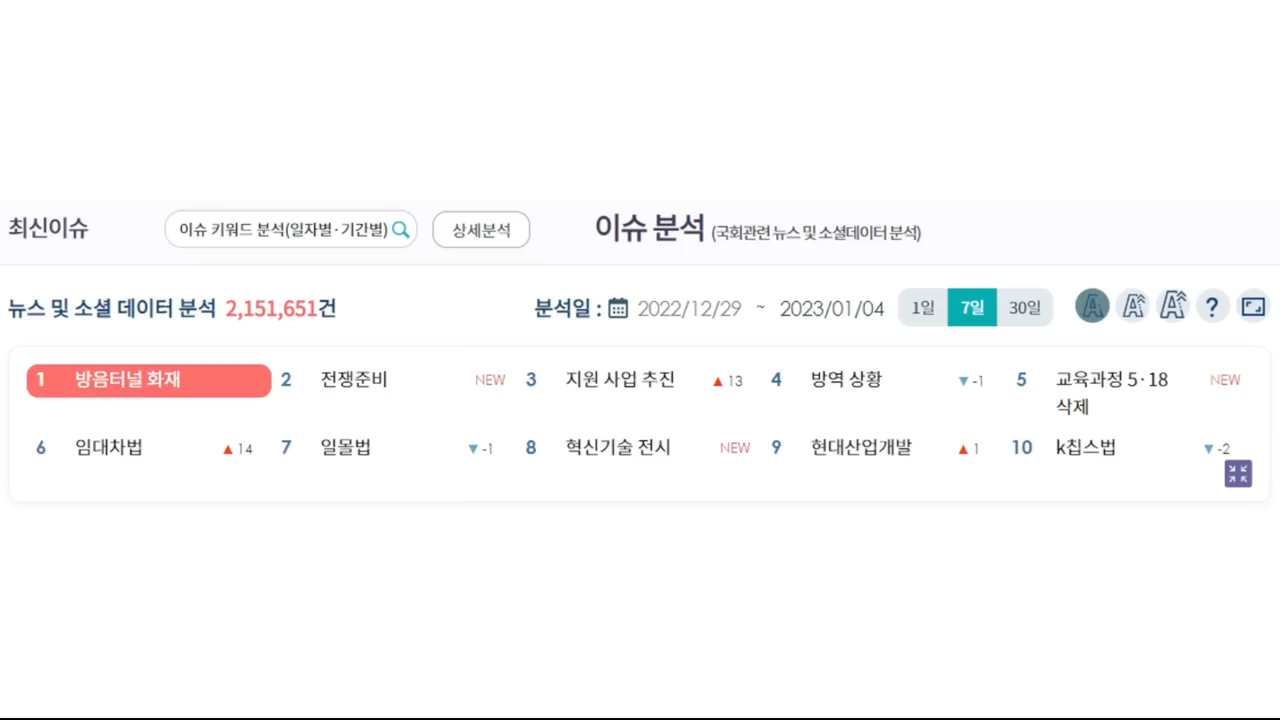 최신이슈 이슈 키워드 분석(일자별·기간별) 상세분석 이슈 분석 (국회관련 뉴스 및 소셜데이터 분석)
뉴스 및 소셜 데이터 분석 2,151,651건 분석일 : 2022/12/29 ~ 2023/01/04 1일 7일 30일 A A A ?
1 방음터널 화재 2 전쟁준비 NEW 3 지원 사업 추진 ▲ 13 4 방역 상황 ▼ -1 5 교육과정 5·18 NEW
삭제
6 임대차법 ▲ 14 7 일몰법 ▼ -1 8 혁신기술 전시 NEW 9 현대산업개발 ▲ 1 10 k칩스법 ▼ -2